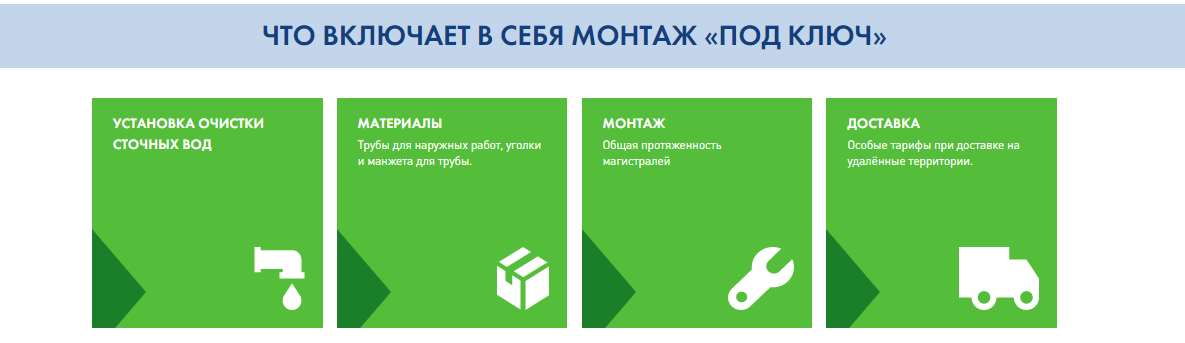 ЧТО ВКЛЮЧАЕТ В СЕБЯ МОНТАЖ «ПОД КЛЮЧ»
УСТАНОВКА ОЧИСТКИ
СТОЧНЫХ ВОД
МАТЕРИАЛЫ
Трубы для наружных работ, уголки
и манжета для трубы.
МОНТАЖ
Общая протяженность
магистралей
ДОСТАВКА
Особые тарифы при доставке на
удалённые территории.